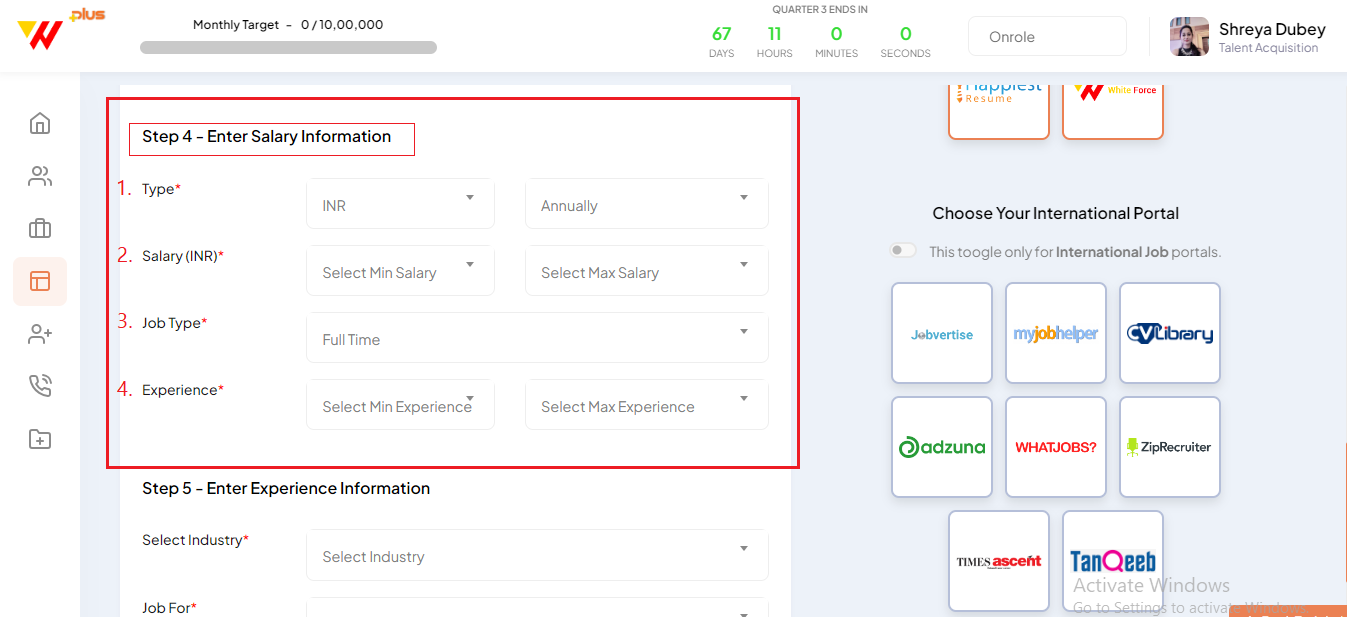 plus
Monthly Target - 0 / 10,00,000
QUARTER 3 ENDS IN
67 11 0 0
DAYS HOURS MINUTES SECONDS
Onrole
Shreya Dubey
Talent Acquisition
Step 4 - Enter Salary Information
1. Type* INR Annually
2. Salary (INR)* Select Min Salary Select Max Salary
3. Job Type* Full Time
4. Experience* Select Min Experience Select Max Experience
Step 5 - Enter Experience Information
Select Industry* Select Industry
Job For*
Happiest
Resume
White Force
Choose Your International Portal
This toogle only for International Job portals.
Jobvertise myjobhelper CVLibrary
adzuna WHATJOBS? ZipRecruiter
TIMES ascent TanQeeb
Activate Windows
Go to Settings to activate Windows.